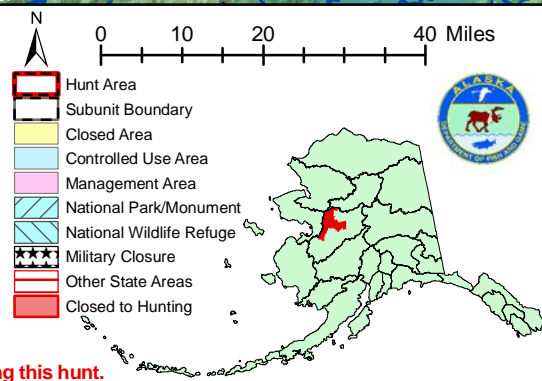 N
0 10 20 40 Miles
Hunt Area
Subunit Boundary
Closed Area
Controlled Use Area
Management Area
National Park/Monument
National Wildlife Refuge
Military Closure
Other State Areas
Closed to Hunting
ALASKA
DEPARTMENT OF FISH AND GAME
ng this hunt.